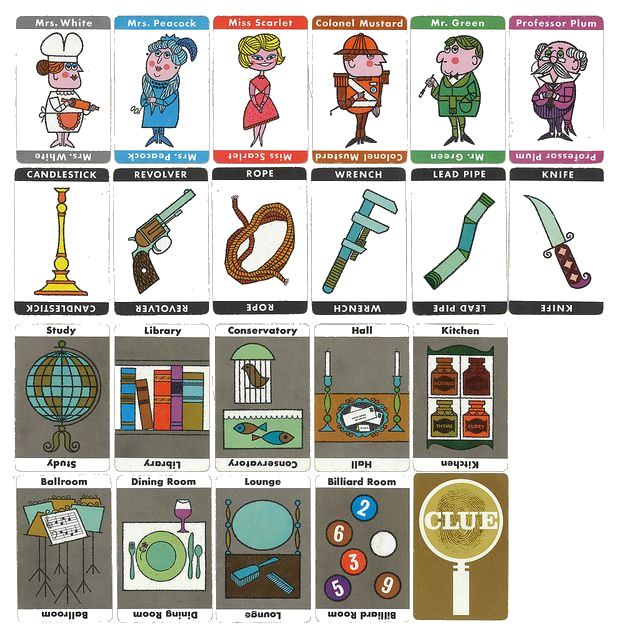 Mrs. White
Mrs. White
Mrs. Peacock
Mrs. Peacock
Miss Scarlet
Miss Scarlet
Colonel Mustard
Colonel Mustard
Mr. Green
Mr. Green
Professor Plum
Professor Plum
CANDLESTICK
CANDLESTICK
REVOLVER
REVOLVER
ROPE
ROPE
WRENCH
WRENCH
LEAD PIPE
LEAD PIPE
KNIFE
KNIFE
Study
Study
Library
Library
Conservatory
Conservatory
Hall
Hall
Kitchen
NUTMEG
THYME
CURRY
Kitchen
Ballroom
Ballroom
Dining Room
Dining Room
Lounge
Lounge
Billiard Room
2
6
3
5
9
Billiard Room
CLUE